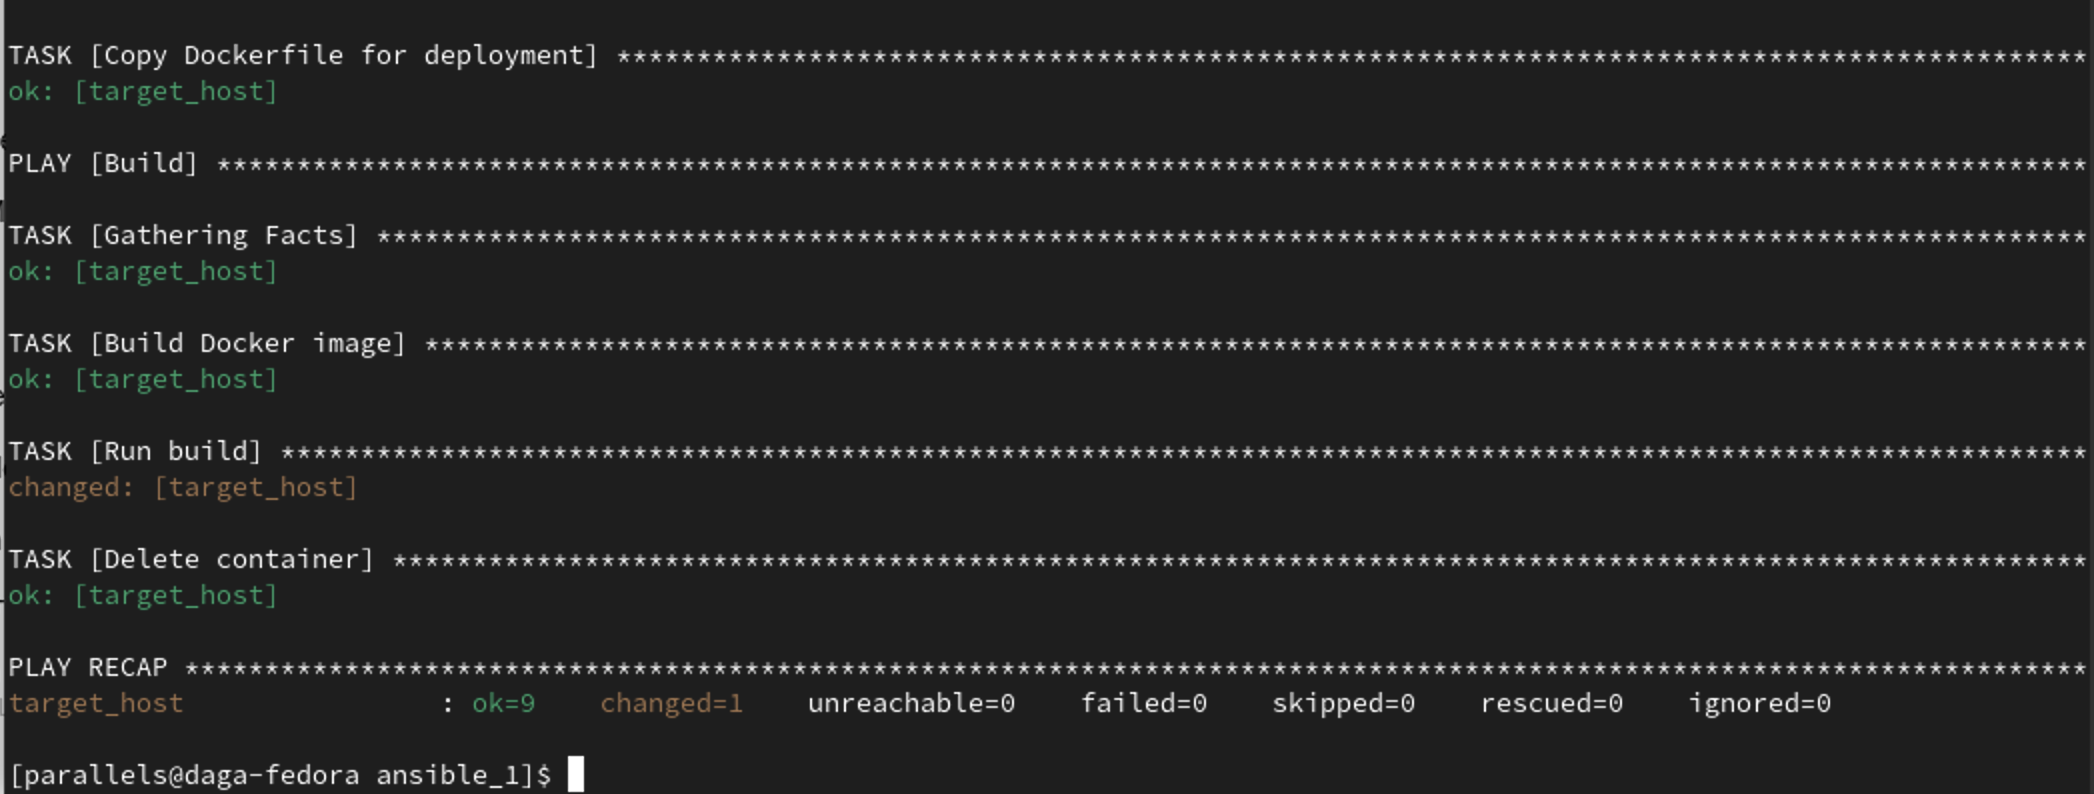 TASK [Copy Dockerfile for deployment] ********************************************************************************************
ok: [target_host]
PLAY [Build] *********************************************************************************************************************
TASK [Gathering Facts] ***********************************************************************************************************
ok: [target_host]
TASK [Build Docker image] ********************************************************************************************************
ok: [target_host]
TASK [Run build] *****************************************************************************************************************
changed: [target_host]
TASK [Delete container] **********************************************************************************************************
ok: [target_host]
PLAY RECAP ***********************************************************************************************************************
target_host                : ok=9    changed=1    unreachable=0    failed=0    skipped=0    rescued=0    ignored=0
[parallels@daga-fedora ansible_1]$